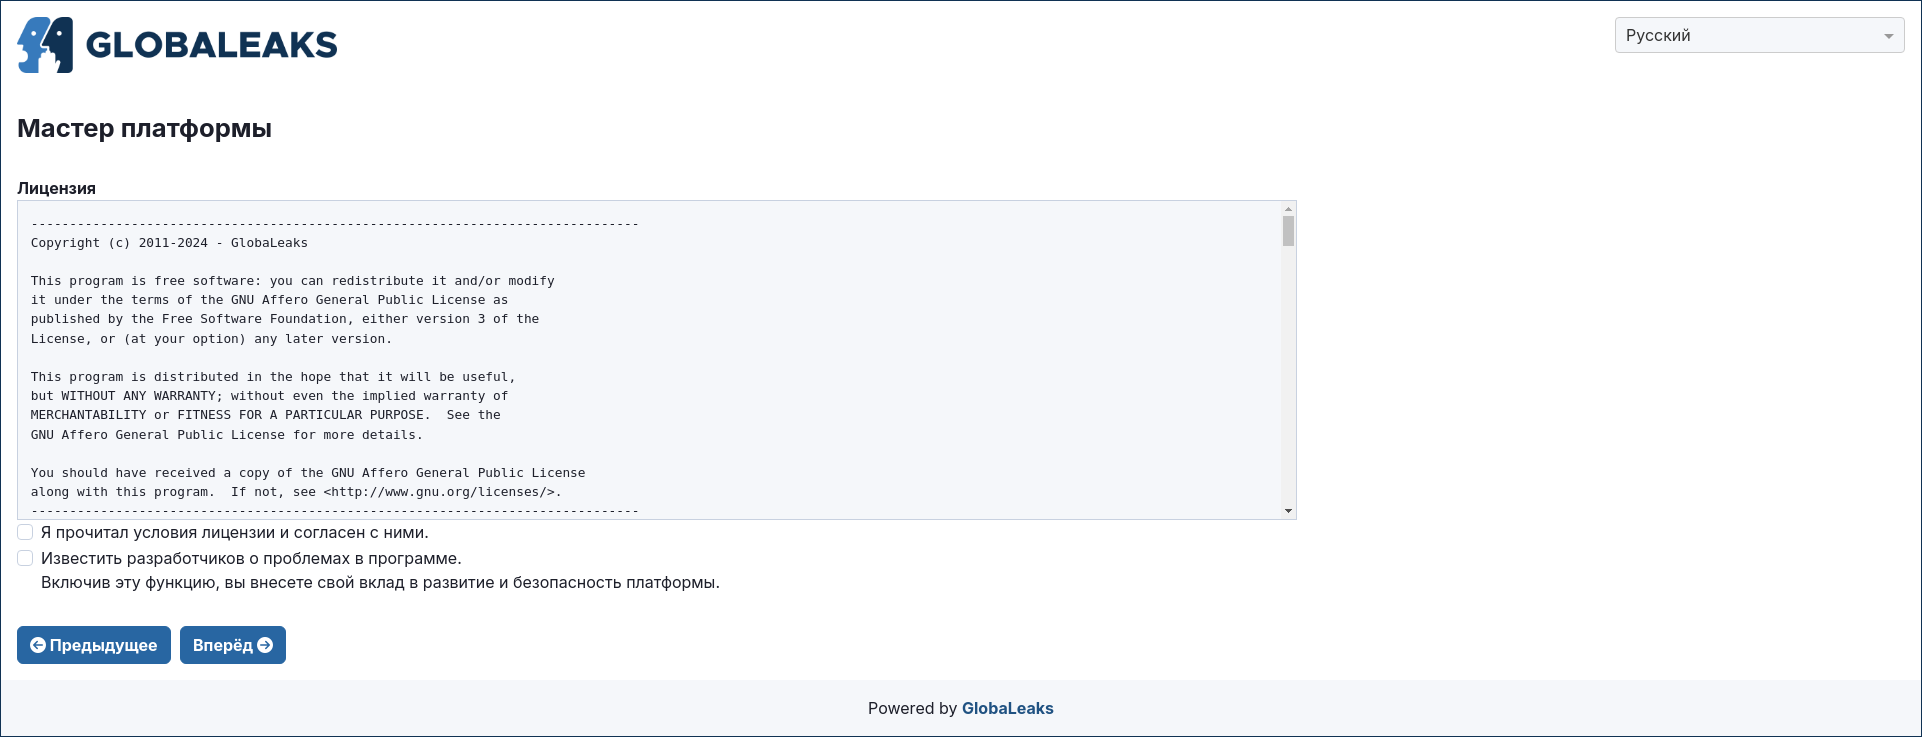 GLOBALEAKS
Русский
Мастер платформы
Лицензия
-------------------------------------------------------------------------------
Copyright (c) 2011-2024 - GlobaLeaks
This program is free software: you can redistribute it and/or modify
it under the terms of the GNU Affero General Public License as
published by the Free Software Foundation, either version 3 of the
License, or (at your option) any later version.
This program is distributed in the hope that it will be useful,
but WITHOUT ANY WARRANTY; without even the implied warranty of
MERCHANTABILITY or FITNESS FOR A PARTICULAR PURPOSE.  See the
GNU Affero General Public License for more details.
You should have received a copy of the GNU Affero General Public License
along with this program.  If not, see <http://www.gnu.org/licenses/>.
-------------------------------------------------------------------------------
Я прочитал условия лицензии и согласен с ними.
Известить разработчиков о проблемах в программе.
Включив эту функцию, вы внесете свой вклад в развитие и безопасность платформы.
Предыдущее
Вперёд
Powered by GlobaLeaks